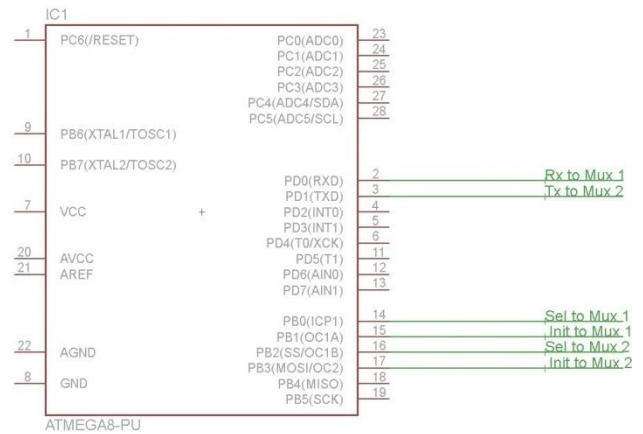 IC1
1 PC6(/RESET) PC0(ADC0) 23
PC1(ADC1) 24
PC2(ADC2) 25
PC3(ADC3) 26
PC4(ADC4/SDA) 27
PC5(ADC5/SCL) 28
9 PB6(XTAL1/TOSC1)
10 PB7(XTAL2/TOSC2)
PD0(RXD) 2 Rx to Mux 1
PD1(TXD) 3 Tx to Mux 2
7 VCC + PD2(INT0) 4
PD3(INT1) 5
PD4(T0/XCK) 6
20 AVCC PD5(T1) 11
21 AREF PD6(AIN0) 12
PD7(AIN1) 13
PB0(ICP1) 14 Sel to Mux 1
PB1(OC1A) 15 Init to Mux 1
22 AGND PB2(SS/OC1B) 16 Sel to Mux 2
PB3(MOSI/OC2) 17 Init to Mux 2
8 GND PB4(MISO) 18
PB5(SCK) 19
ATMEGA8-PU